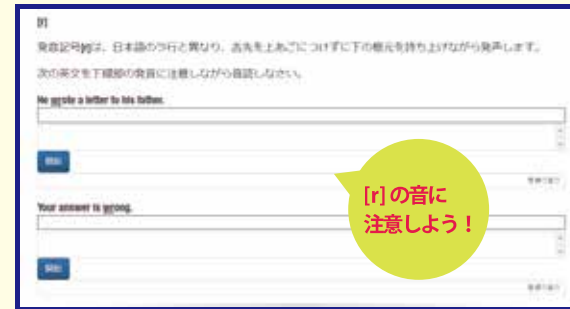 [r]
発音記号[r]は、日本語のラ行と異なり、舌先を上あごにつけずに下の根元を持ち上げながら発声します。
次の英文を下線部の発音に注意しながら音読しなさい。
He wrote a letter to his father.
Your answer is wrong.
[r]の音に
注意しよう！